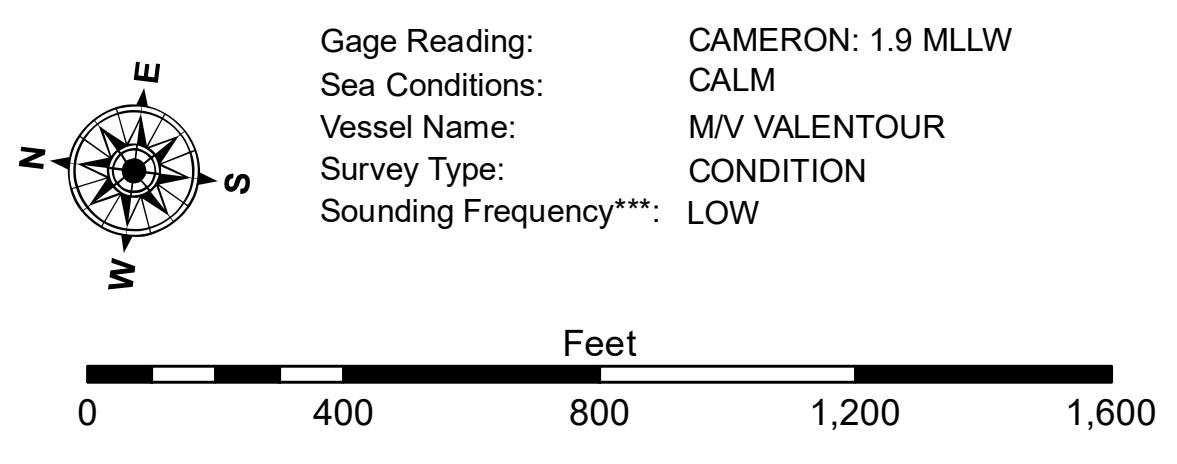 E
N
S
W
Gage Reading: CAMERON: 1.9 MLLW
Sea Conditions: CALM
Vessel Name: M/V VALENTOUR
Survey Type: CONDITION
Sounding Frequency***: LOW
Feet
0 400 800 1,200 1,600